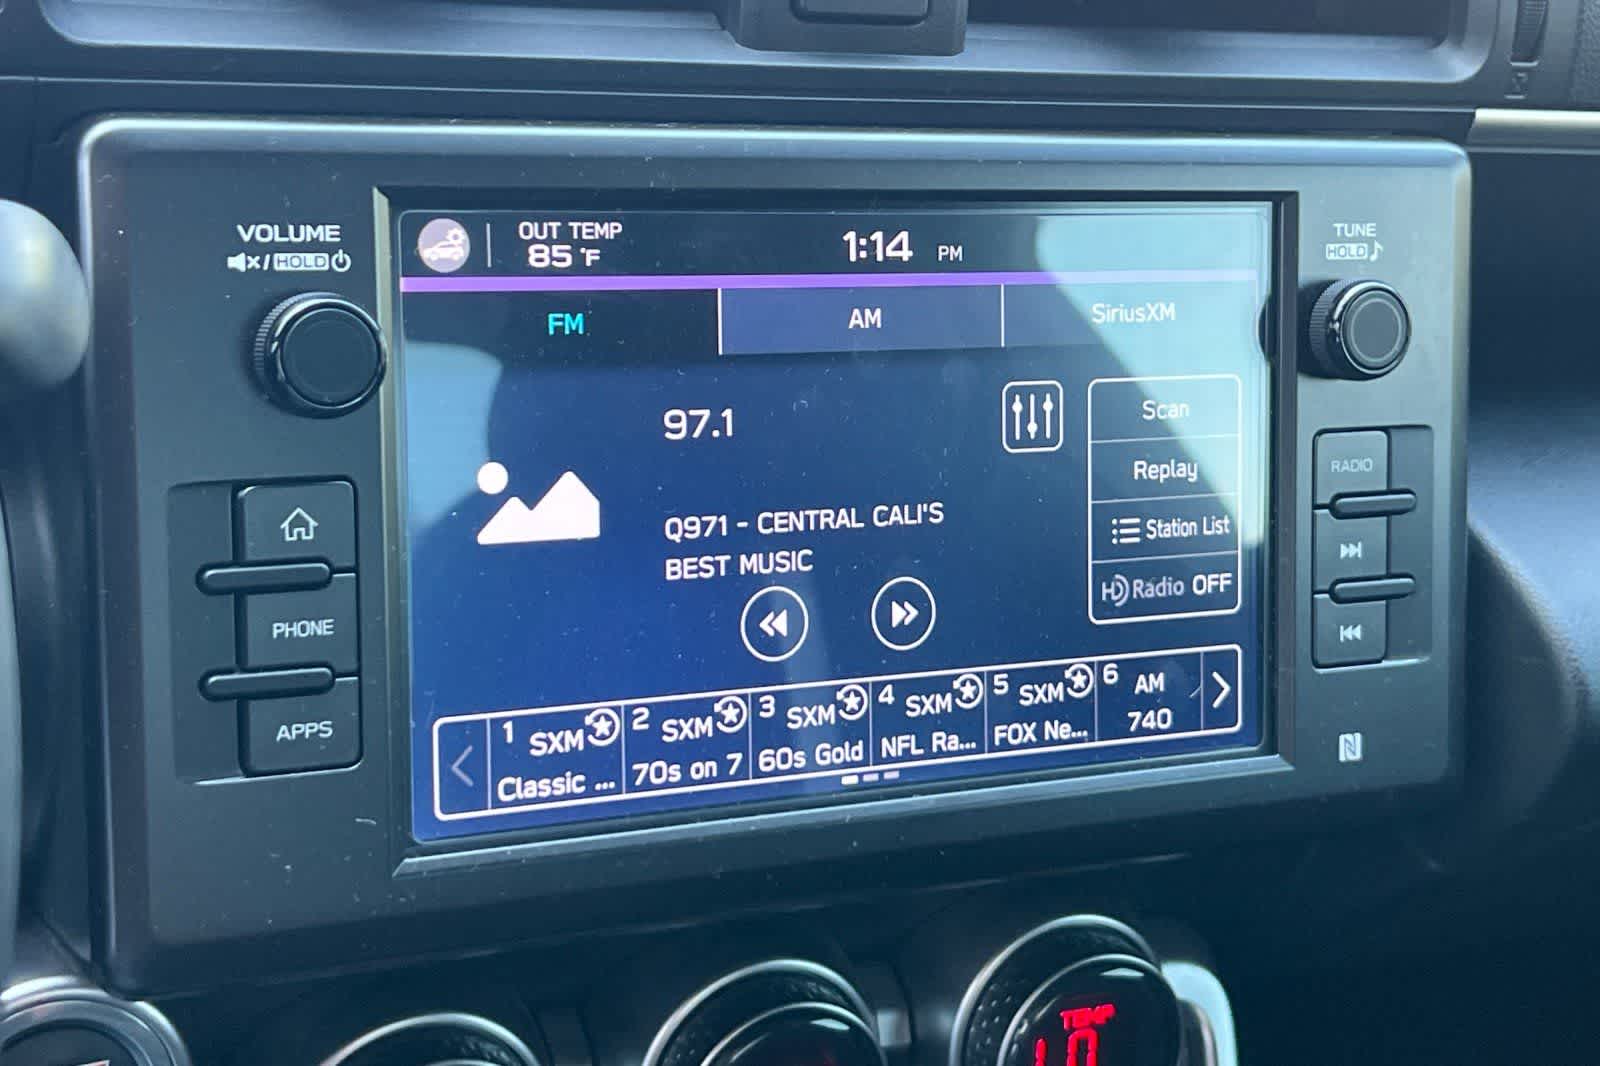 VOLUME
/HOLD
OUT TEMP
85 °F
1:14 PM
TUNE
HOLD
FM
AM
SiriusXM
97.1
Scan
Replay
Station List
HD Radio OFF
Q971 - CENTRAL CALI'S
BEST MUSIC
RADIO
PHONE
APPS
1 SXM
Classic ...
2 SXM
70s on 7
3 SXM
60s Gold
4 SXM
NFL Ra...
5 SXM
FOX Ne...
6 AM
740
N
TEMP
LO